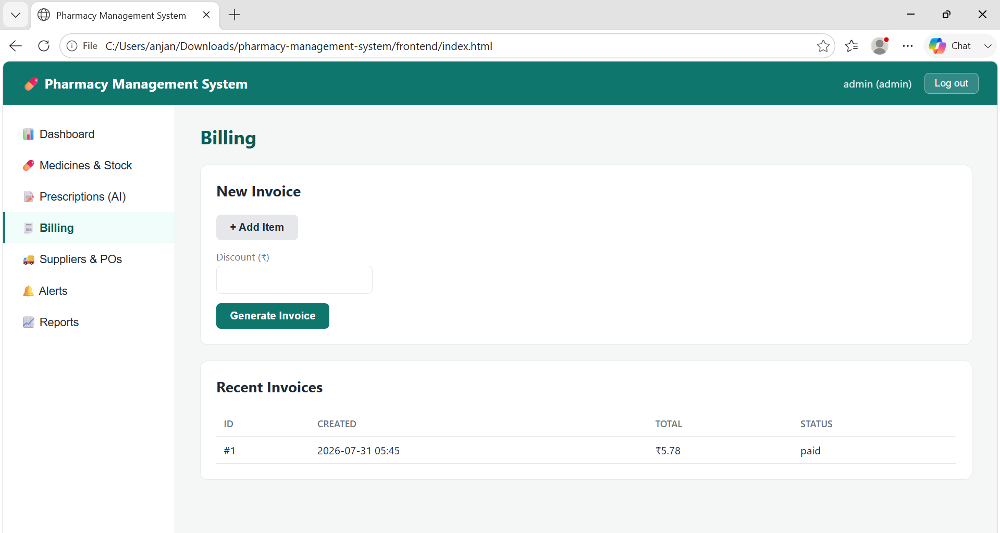 Pharmacy Management System
File C:/Users/anjan/Downloads/pharmacy-management-system/frontend/index.html
Chat
Pharmacy Management System
admin (admin)
Log out
Dashboard
Medicines & Stock
Prescriptions (AI)
Billing
Suppliers & POs
Alerts
Reports
Billing
New Invoice
+ Add Item
Discount (₹)
Generate Invoice
Recent Invoices
ID CREATED TOTAL STATUS
#1 2026-07-31 05:45 ₹5.78 paid